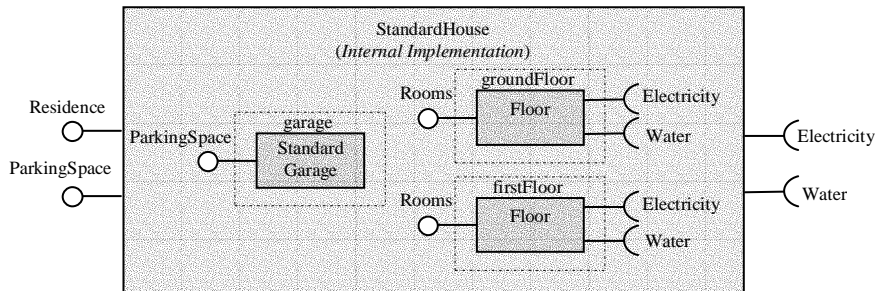 StandardHouse
(Internal Implementation)
Residence
ParkingSpace
ParkingSpace
garage
Standard
Garage
Rooms
groundFloor
Floor
Electricity
Water
Rooms
firstFloor
Floor
Electricity
Water
Electricity
Water